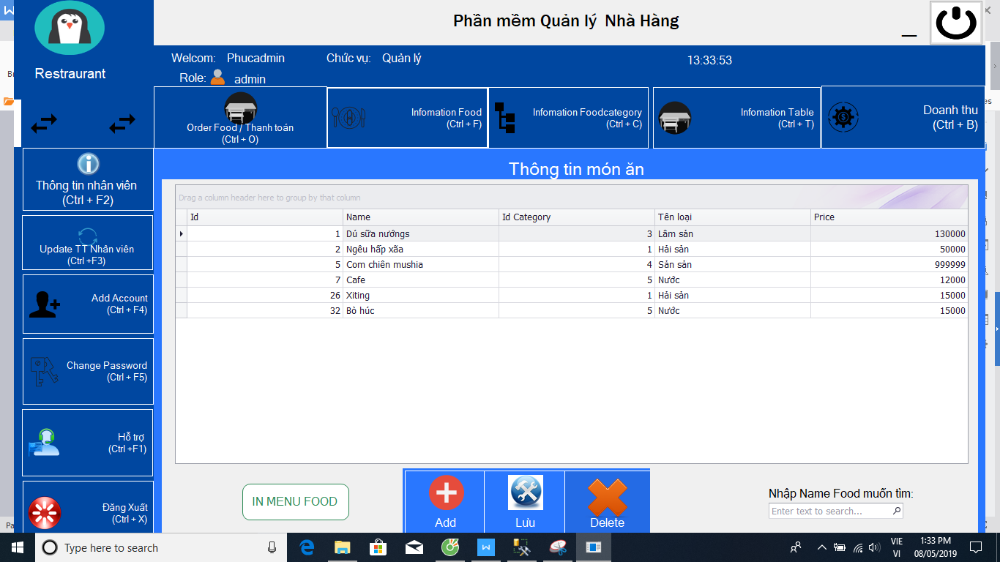 Phần mềm Quản lý Nhà Hàng
Restraurant
Welcom: Phucadmin Chức vụ: Quản lý 13:33:53
Role: admin
Order Food / Thanh toán
(Ctrl + O)
Infomation Food
(Ctrl + F)
Infomation Foodcategory
(Ctrl + C)
Infomation Table
(Ctrl + T)
Doanh thu
(Ctrl + B)
Thông tin nhân viên
(Ctrl + F2)
Update TT Nhân viên
(Ctrl +F3)
Add Account
(Ctrl + F4)
Change Password
(Ctrl + F5)
Hỗ trợ
(Ctrl +F1)
Đăng Xuất
(Ctrl + X)
Thông tin món ăn
Drag a column header here to group by that column
Id Name Id Category Tên loại Price
1 Dú sữa nướngs 3 Lâm sản 130000
2 Ngêu hấp xãa 1 Hải sản 50000
5 Com chiên mushia 4 Sản sản 999999
7 Cafe 5 Nước 12000
26 Xiting 1 Hải sản 15000
32 Bò húc 5 Nước 15000
IN MENU FOOD
Add
Lưu
Delete
Nhập Name Food muốn tìm:
Enter text to search...
Type here to search
VIE
VI
1:33 PM
08/05/2019